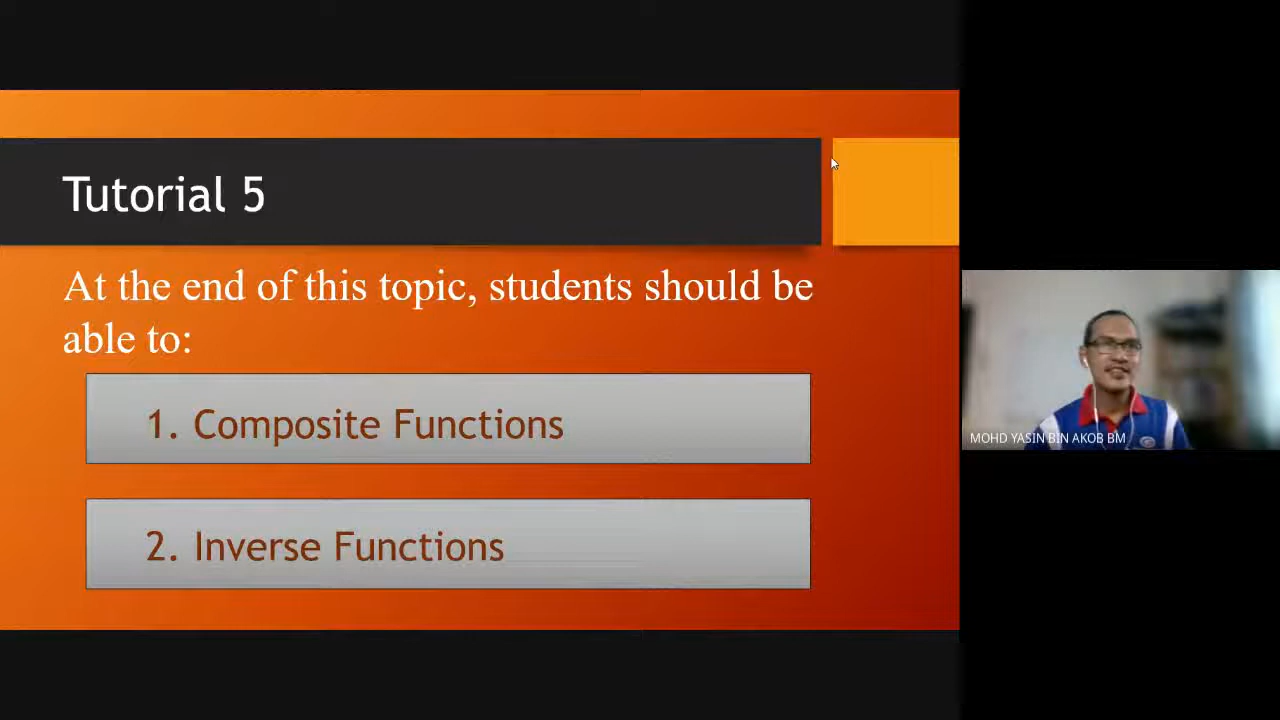 Tutorial 5
At the end of this topic, students should be
able to:
1. Composite Functions
2. Inverse Functions
MOHD YASIN BIN AKOB BM